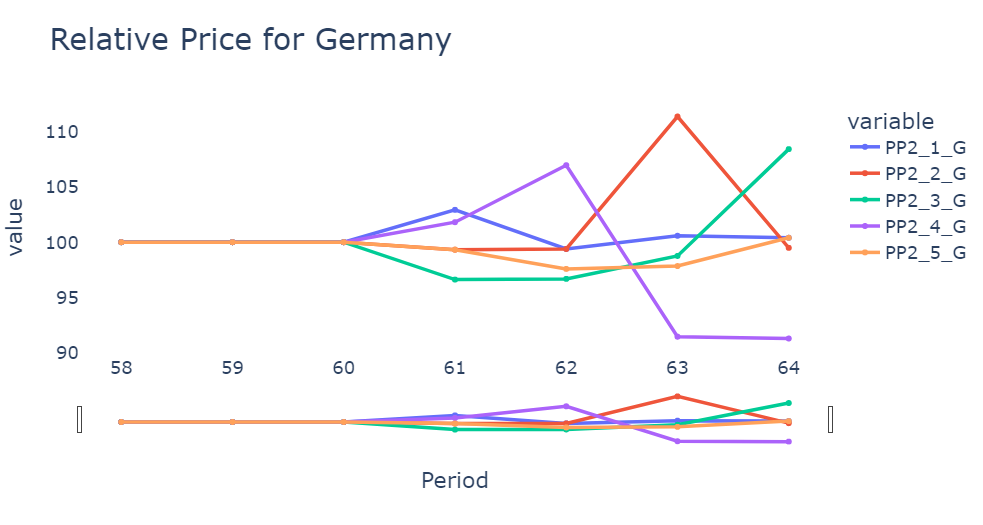 Relative Price for Germany
value
110
105
100
95
90
58 59 60 61 62 63 64
Period
variable
PP2_1_G
PP2_2_G
PP2_3_G
PP2_4_G
PP2_5_G